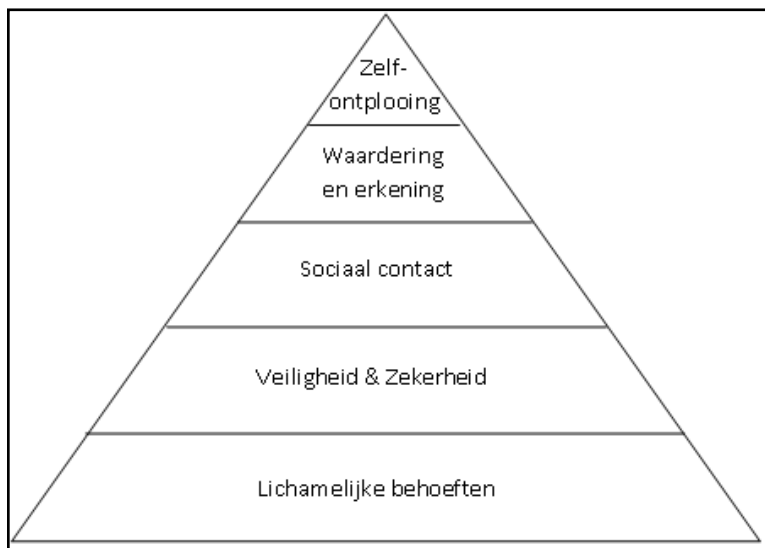 Zelf-
ontplooing
Waardering
en erkening
Sociaal contact
Veiligheid & Zekerheid
Lichamelijke behoeften